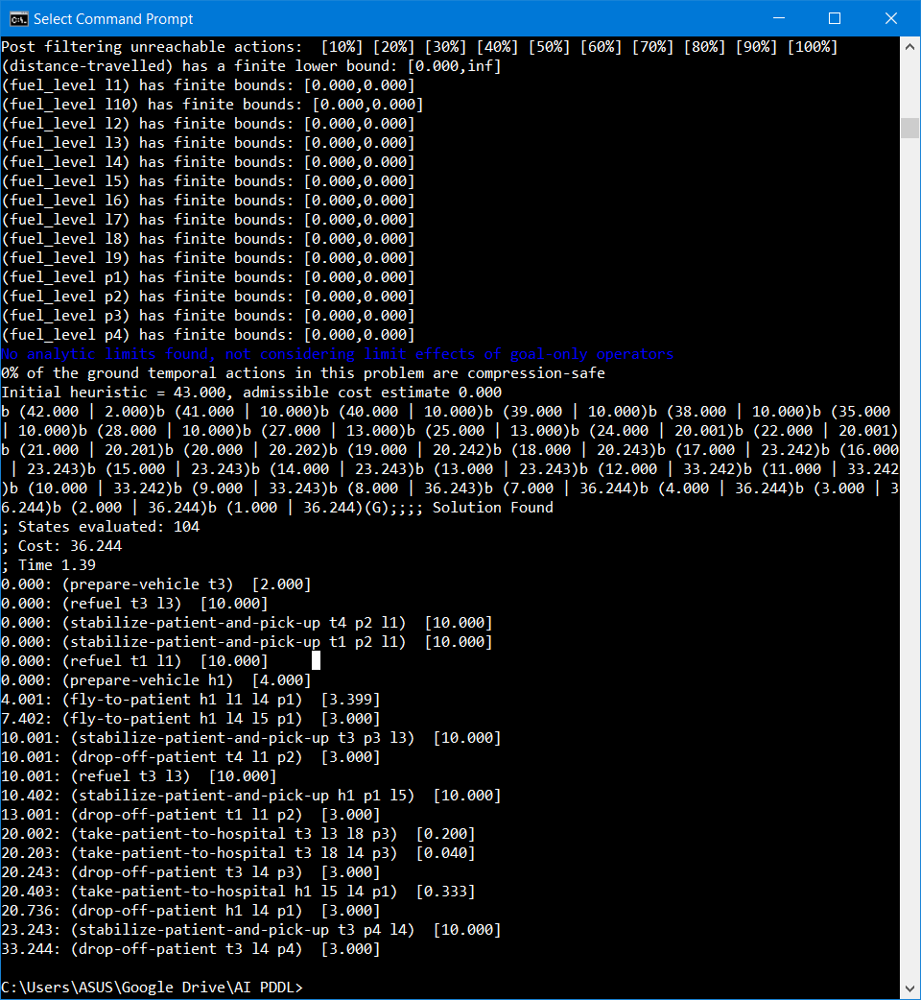 Select Command Prompt
Post filtering unreachable actions:  [10%] [20%] [30%] [40%] [50%] [60%] [70%] [80%] [90%] [100%]
(distance-travelled) has a finite lower bound: [0.000,inf]
(fuel_level l1) has finite bounds: [0.000,0.000]
(fuel_level l10) has finite bounds: [0.000,0.000]
(fuel_level l2) has finite bounds: [0.000,0.000]
(fuel_level l3) has finite bounds: [0.000,0.000]
(fuel_level l4) has finite bounds: [0.000,0.000]
(fuel_level l5) has finite bounds: [0.000,0.000]
(fuel_level l6) has finite bounds: [0.000,0.000]
(fuel_level l7) has finite bounds: [0.000,0.000]
(fuel_level l8) has finite bounds: [0.000,0.000]
(fuel_level l9) has finite bounds: [0.000,0.000]
(fuel_level p1) has finite bounds: [0.000,0.000]
(fuel_level p2) has finite bounds: [0.000,0.000]
(fuel_level p3) has finite bounds: [0.000,0.000]
(fuel_level p4) has finite bounds: [0.000,0.000]
No analytic limits found, not considering limit effects of goal-only operators
0% of the ground temporal actions in this problem are compression-safe
Initial heuristic = 43.000, admissible cost estimate 0.000
b (42.000 | 2.000)b (41.000 | 10.000)b (40.000 | 10.000)b (39.000 | 10.000)b (38.000 | 10.000)b (35.000
| 10.000)b (28.000 | 10.000)b (27.000 | 13.000)b (25.000 | 13.000)b (24.000 | 20.001)b (22.000 | 20.001)
b (21.000 | 20.201)b (20.000 | 20.202)b (19.000 | 20.242)b (18.000 | 20.243)b (17.000 | 23.242)b (16.000
 | 23.243)b (15.000 | 23.243)b (14.000 | 23.243)b (13.000 | 23.243)b (12.000 | 33.242)b (11.000 | 33.242
)b (10.000 | 33.242)b (9.000 | 33.243)b (8.000 | 36.243)b (7.000 | 36.244)b (4.000 | 36.244)b (3.000 | 3
6.244)b (2.000 | 36.244)b (1.000 | 36.244)(G);;;; Solution Found
; States evaluated: 104
; Cost: 36.244
; Time 1.39
0.000: (prepare-vehicle t3)  [2.000]
0.000: (refuel t3 l3)  [10.000]
0.000: (stabilize-patient-and-pick-up t4 p2 l1)  [10.000]
0.000: (stabilize-patient-and-pick-up t1 p2 l1)  [10.000]
0.000: (refuel t1 l1)  [10.000]
0.000: (prepare-vehicle h1)  [4.000]
4.001: (fly-to-patient h1 l1 l4 p1)  [3.399]
7.402: (fly-to-patient h1 l4 l5 p1)  [3.000]
10.001: (stabilize-patient-and-pick-up t3 p3 l3)  [10.000]
10.001: (drop-off-patient t4 l1 p2)  [3.000]
10.001: (refuel t3 l3)  [10.000]
10.402: (stabilize-patient-and-pick-up h1 p1 l5)  [10.000]
13.001: (drop-off-patient t1 l1 p2)  [3.000]
20.002: (take-patient-to-hospital t3 l3 l8 p3)  [0.200]
20.203: (take-patient-to-hospital t3 l8 l4 p3)  [0.040]
20.243: (drop-off-patient t3 l4 p3)  [3.000]
20.403: (take-patient-to-hospital h1 l5 l4 p1)  [0.333]
20.736: (drop-off-patient h1 l4 p1)  [3.000]
23.243: (stabilize-patient-and-pick-up t3 p4 l4)  [10.000]
33.244: (drop-off-patient t3 l4 p4)  [3.000]
C:\Users\ASUS\Google Drive\AI PDDL>